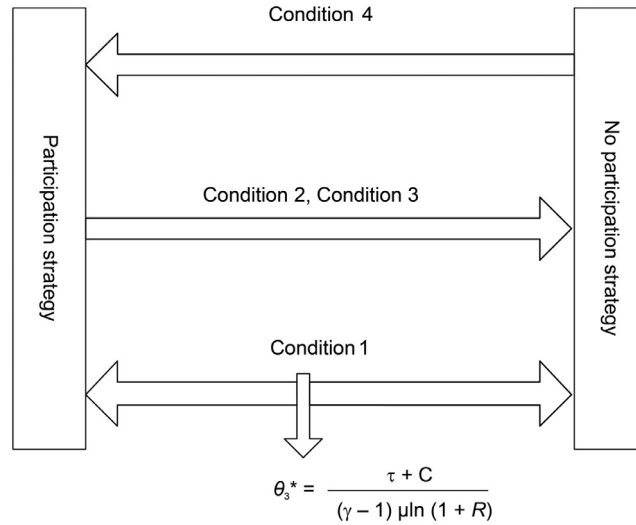 Condition 4
Participation strategy
No participation strategy
Condition 2, Condition 3
Condition 1
θ₃* = τ + C / (γ – 1) μln (1 + R)